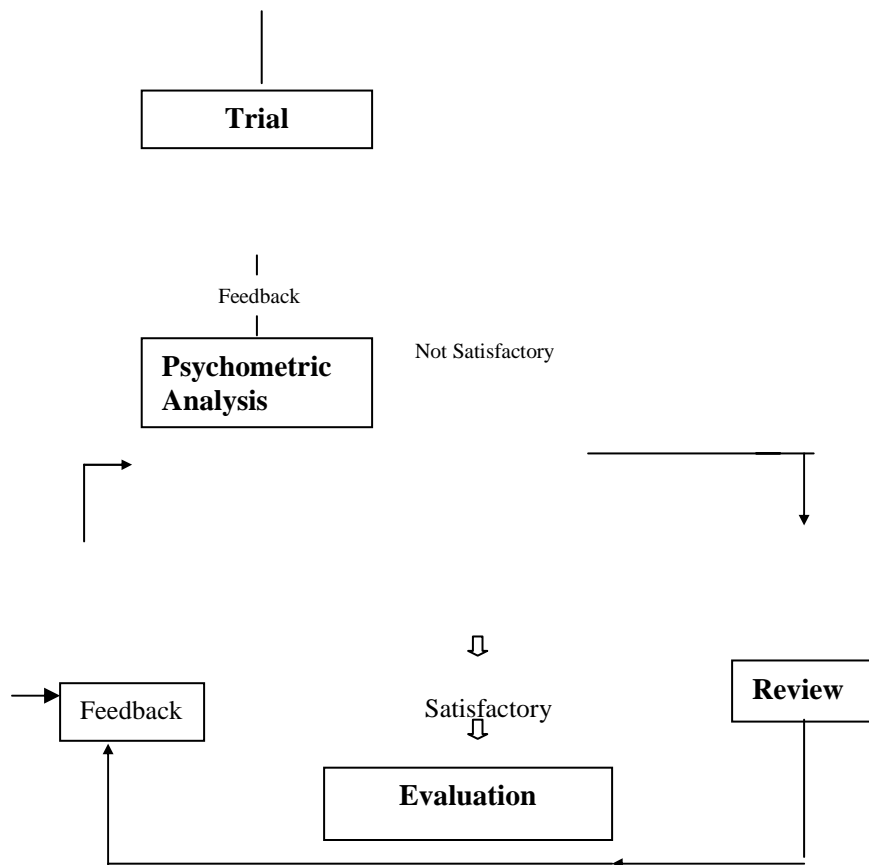 Trial
Feedback
Not Satisfactory
Psychometric
Analysis
Review
Feedback
Satisfactory
Evaluation